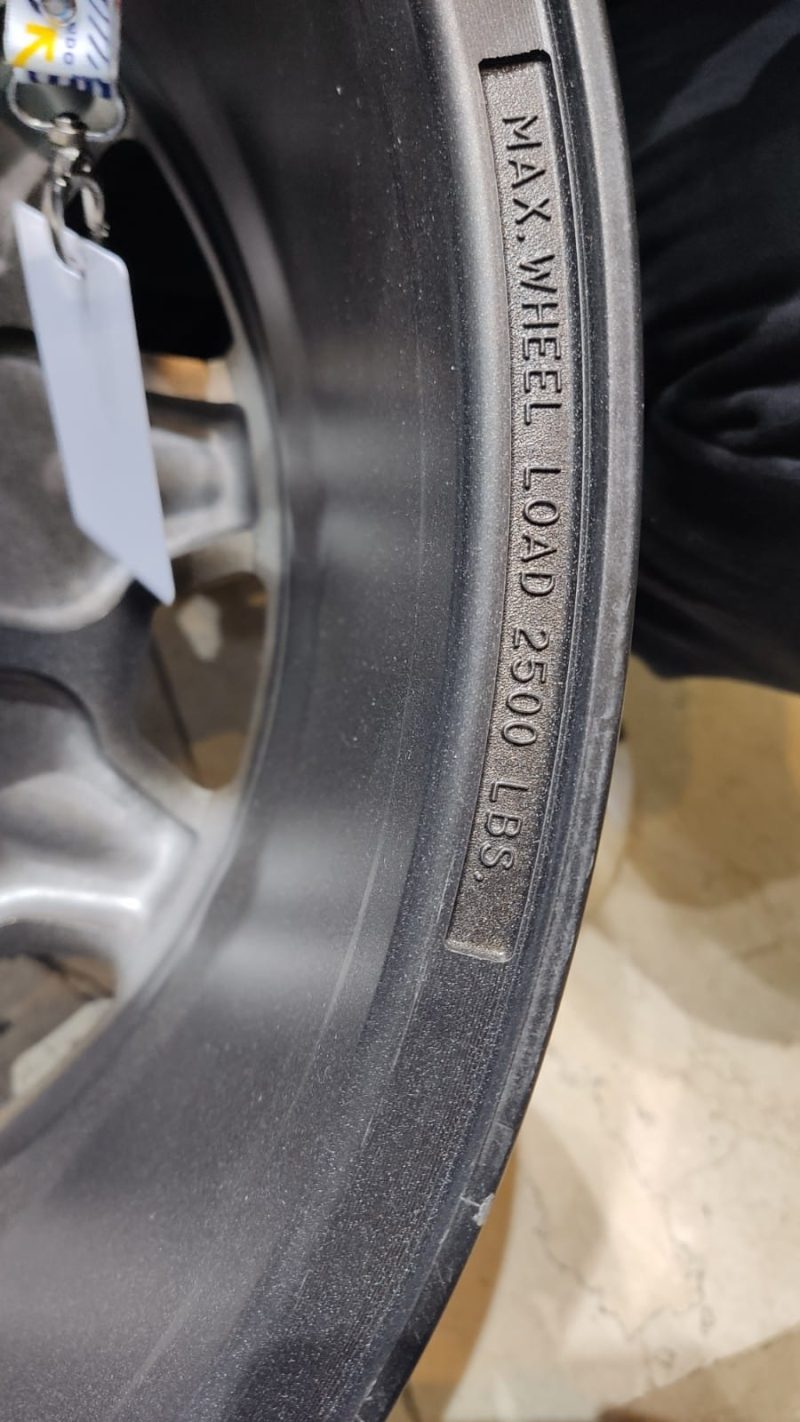 MAX. WHEEL LOAD 2500 LBS.